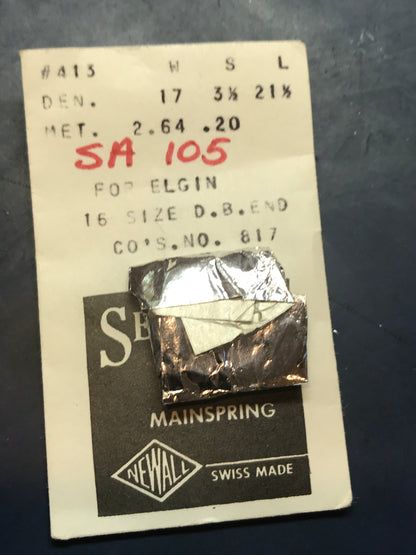 #413 W S L
DEN. 17 3½ 21½
MET. 2.64 .20
SA 105
FOR ELGIN
16 SIZE D.B.END
CO'S.NO. 817
MAINSPRING
NEWALL
SWISS MADE